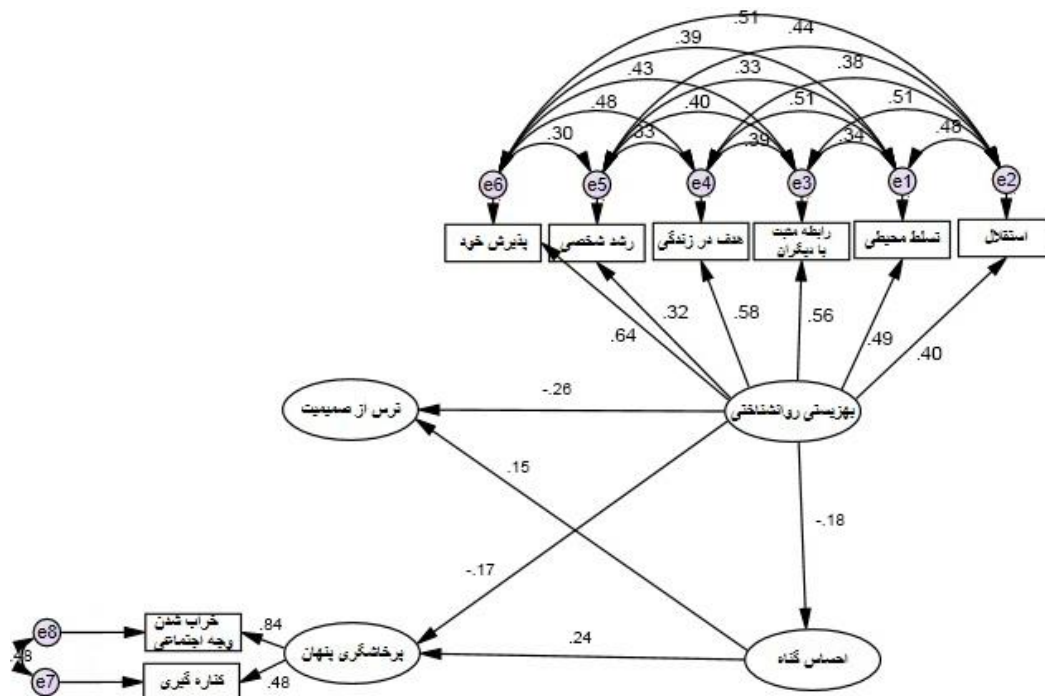 .51
.44
.39
.38
.43
.33
.48
.40
.51
.51
.30
.33
.39
.34
.48
e6
e5
e4
e3
e1
e2
پذیرش خود
رشد شخصی
هدف در زندگی
رابطه مثبت
با دیگران
تسلط محیطی
استقلال
.64
.32
.58
.56
.49
.40
بهزیستی روانشناختی
ترس از صمیمیت
-.26
.15
-.18
-.17
.24
احساس گناه
پرخاشگری پنهان
.84
.48
خراب شدن
وجه اجتماعی
کناره گیری
e8
.48
e7